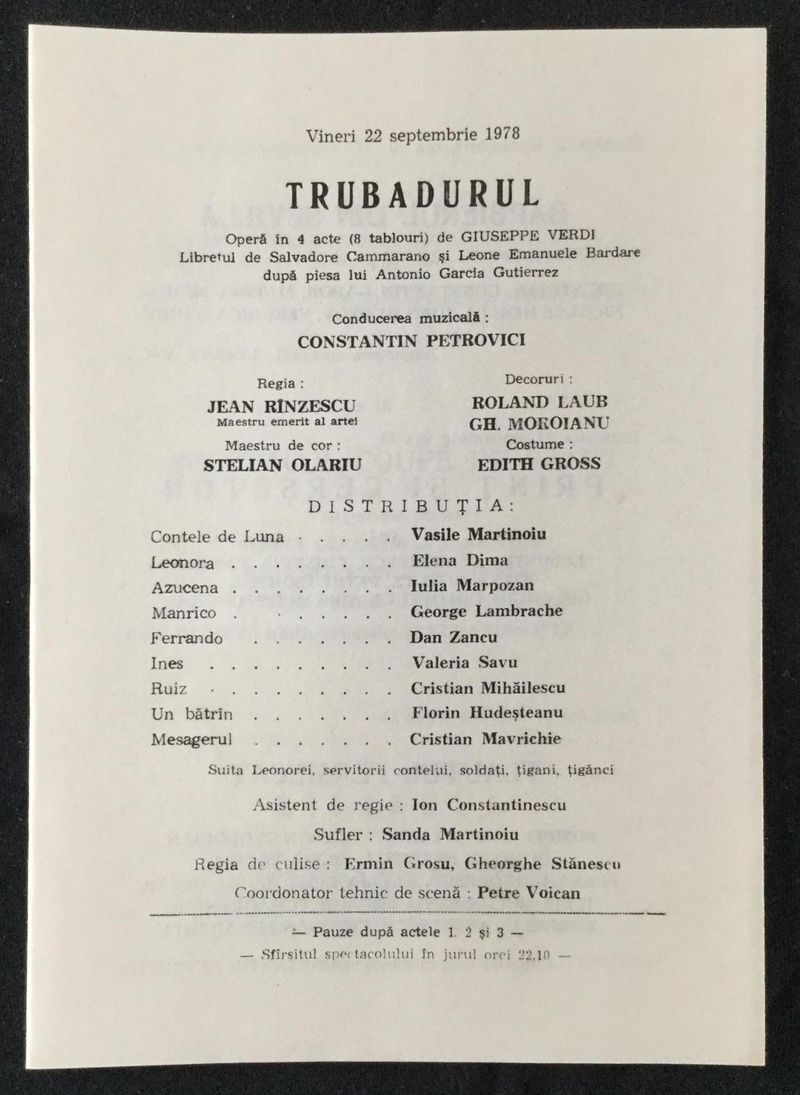 Vineri 22 septembrie 1978
TRUBADURUL
Operă în 4 acte (8 tablouri) de GIUSEPPE VERDI
Libretul de Salvadore Cammarano și Leone Emanuele Bardare
după piesa lui Antonio Garcia Gutierrez
Conducerea muzicală :
CONSTANTIN PETROVICI
Regia :
JEAN RÎNZESCU
Maestru emerit al artei
Maestru de cor :
STELIAN OLARIU
Decoruri :
ROLAND LAUB
GH. MOROIANU
Costume :
EDITH GROSS
DISTRIBUȚIA:
Contele de Luna . . . . . Vasile Martinoiu
Leonora . . . . . . . . Elena Dima
Azucena . . . . . . . . Iulia Marpozan
Manrico . . . . . . . Gеorge Lambrache
Ferrando . . . . . . . Dan Zancu
Ines . . . . . . . . . Valeria Savu
Ruiz . . . . . . . . . Cristian Mihăilescu
Un bătrîn . . . . . . . Florin Hudeșteanu
Mesagerul . . . . . . . Cristian Mavrichie
Suita Leonorei, servitorii contelui, soldați, țigani, țigănci
Asistent de regie : Ion Constantinescu
Sufler : Sanda Martinoiu
Regia de culise : Ermin Grosu, Gheorghe Stănescu
Coordonator tehnic de scenă : Petre Voican
— Pauze după actele 1, 2 și 3 —
— Sfîrșitul spectacolului în jurul orei 22,10 —